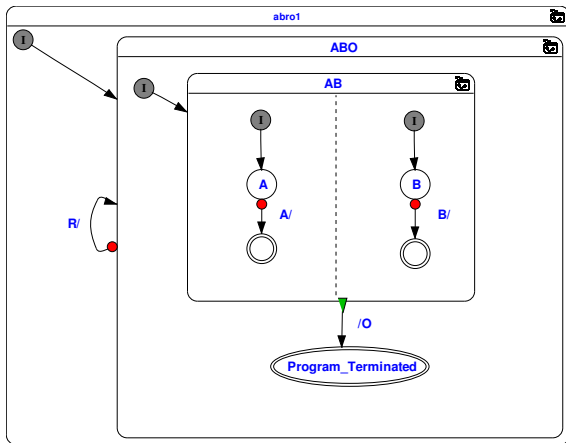 abro1
I
ABO
I
AB
I
I
A
B
A/
B/
R/
/O
Program_Terminated